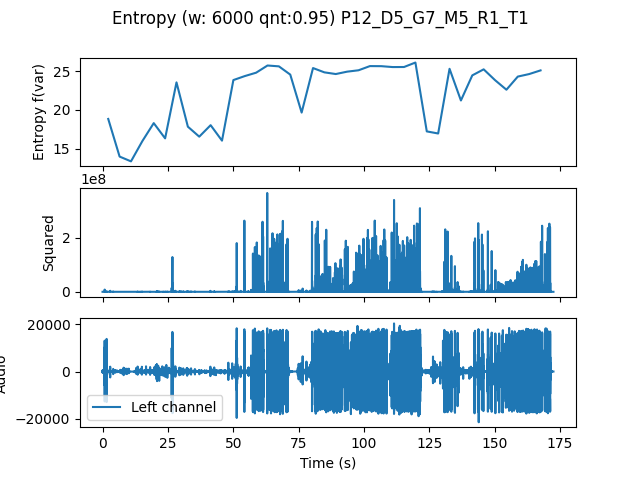 Entropy (w: 6000 qnt:0.95) P12_D5_G7_M5_R1_T1
Entropy f(var)
25
20
15
1e8
Squared
2
0
Audio
20000
0
−20000
Left channel
0 25 50 75 100 125 150 175
Time (s)